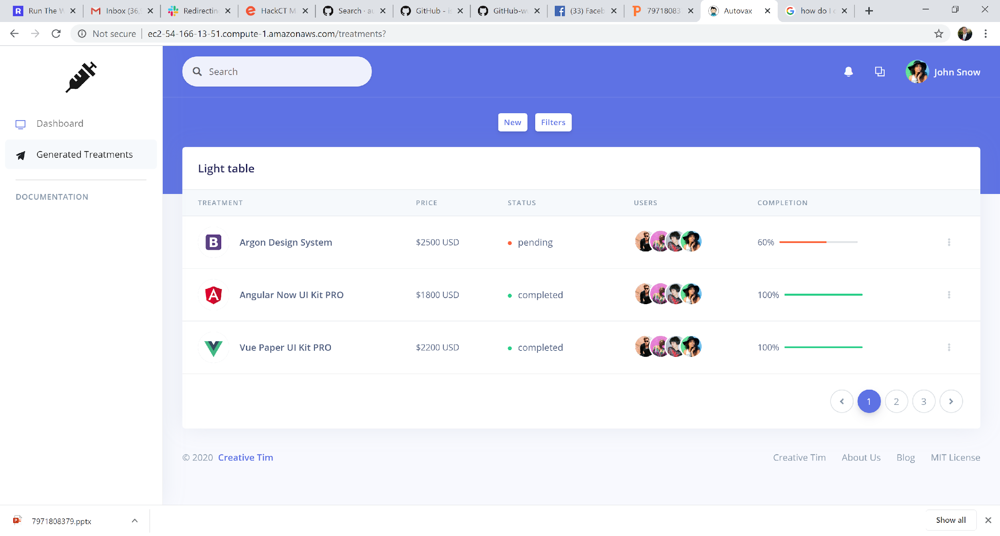 Run The W
Inbox (36,9
Redirecting
HackCT M
Search · au
GitHub - is
GitHub-wu
(33) Faceb
79718083
Autovax
how do I c
Not secure
ec2-54-166-13-51.compute-1.amazonaws.com/treatments?
Search
John Snow
Dashboard
Generated Treatments
DOCUMENTATION
New
Filters
Light table
TREATMENT PRICE STATUS USERS COMPLETION
Argon Design System $2500 USD pending 60%
Angular Now UI Kit PRO $1800 USD completed 100%
Vue Paper UI Kit PRO $2200 USD completed 100%
1 2 3
© 2020 Creative Tim
Creative Tim About Us Blog MIT License
7971808379.pptx
Show all